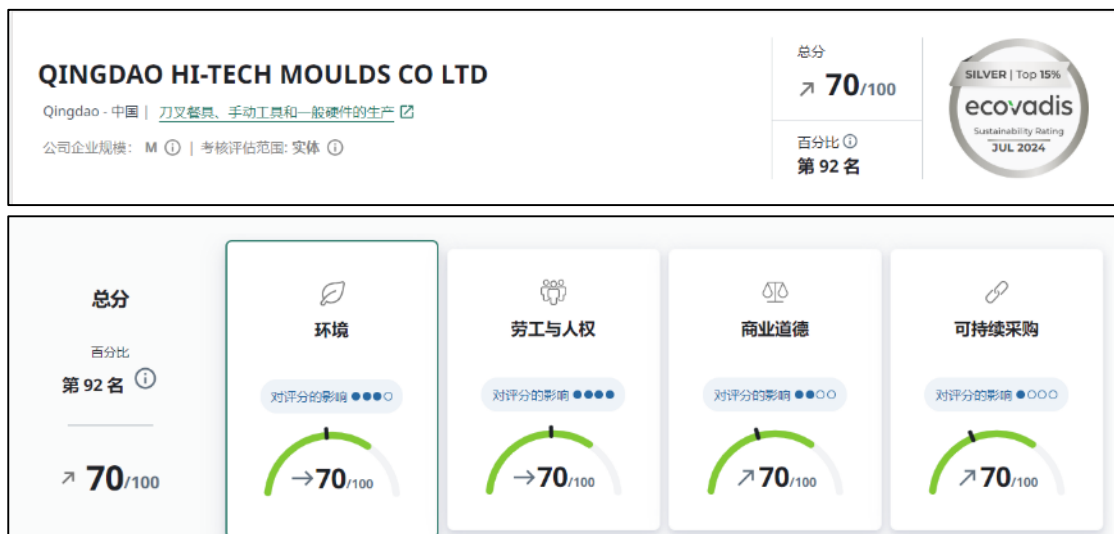 QINGDAO HI-TECH MOULDS CO LTD
Qingdao - 中国 | 刀叉餐具、手动工具和一般硬件的生产
公司企业规模: M | 考核评估范围: 实体
总分
70/100
百分比
第 92 名
SILVER | Top 15%
ecovadis
Sustainability Rating
JUL 2024
总分
百分比
第 92 名
70/100
环境
对评分的影响
70/100
劳工与人权
对评分的影响
70/100
商业道德
对评分的影响
70/100
可持续采购
对评分的影响
70/100